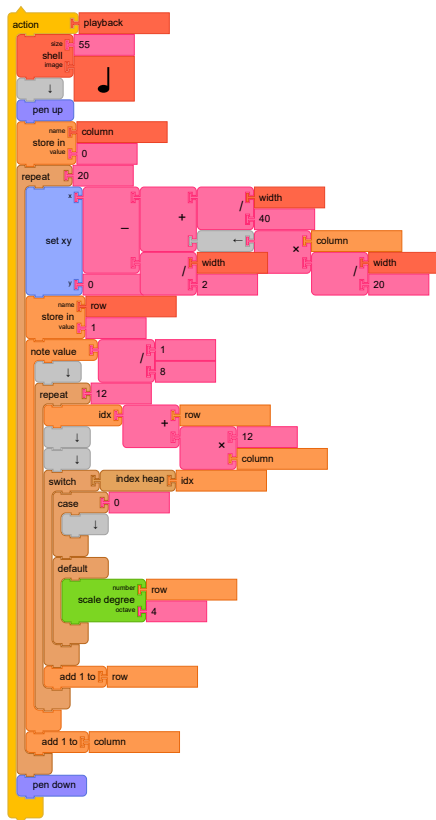 action playback
size 55
shell
image
↓
pen up
name column
store in
value 0
repeat 20
x / width
− + 40
set xy ← × column
/ width / width
y 0 2 20
name row
store in
value 1
note value / 1
↓ 8
repeat 12
idx + row
↓ × 12
↓ column
switch index heap idx
case 0
↓
default
number row
scale degree
octave 4
add 1 to row
add 1 to column
pen down